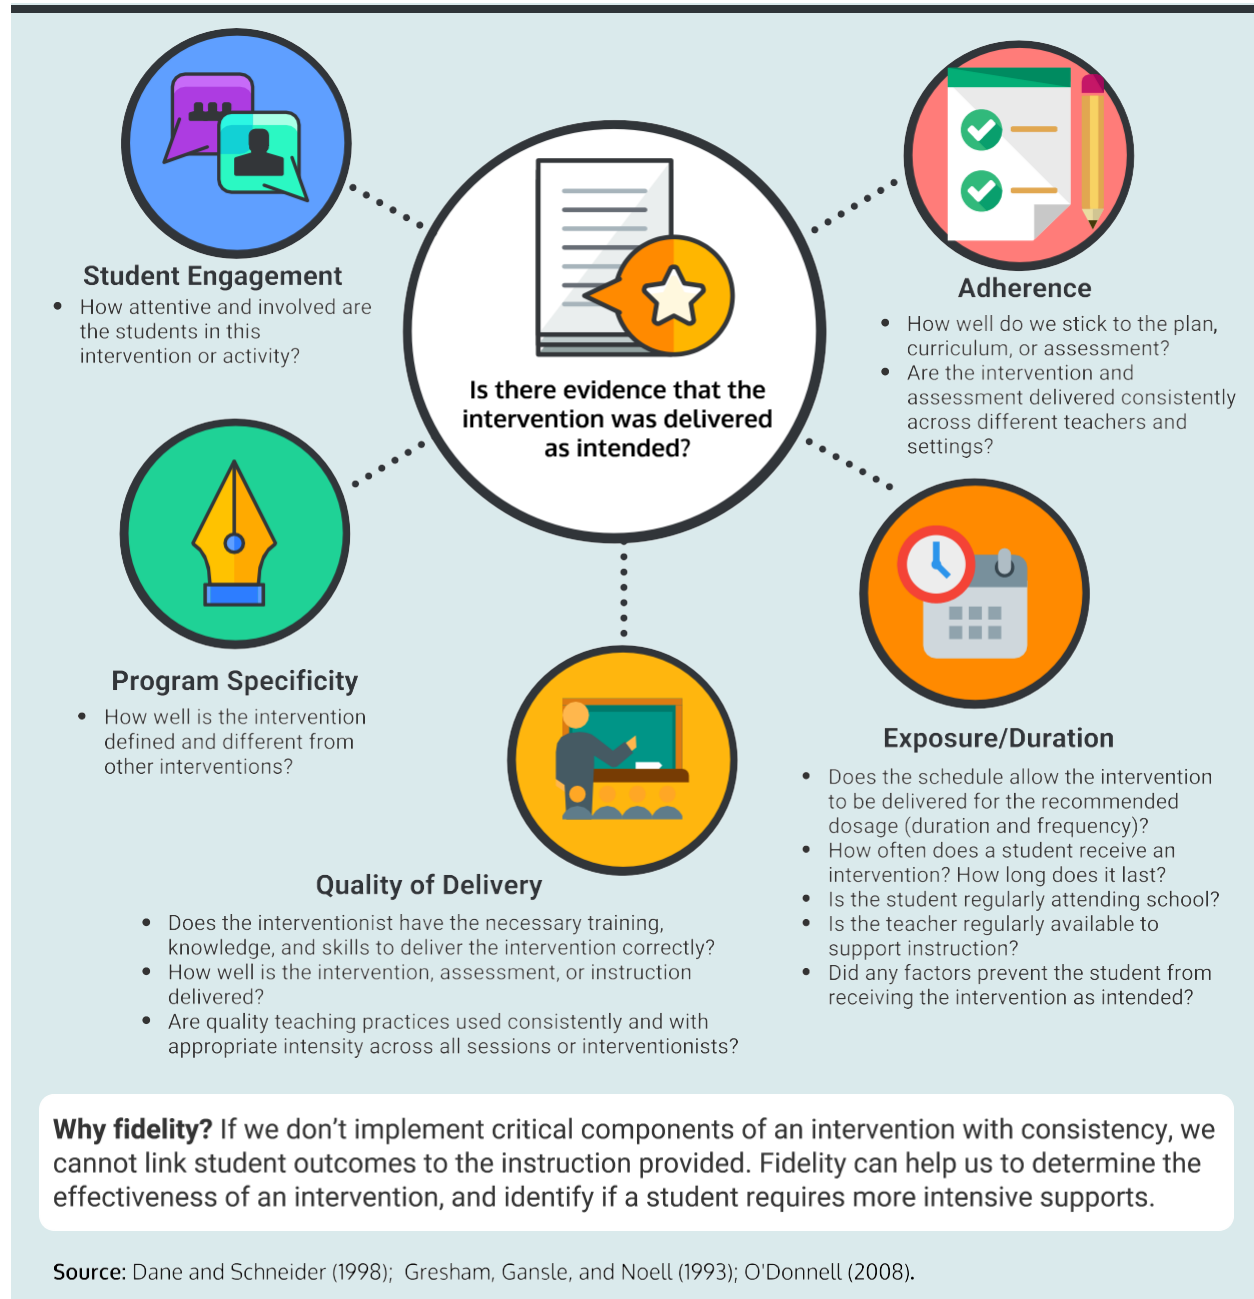 Is there evidence that the
intervention was delivered
as intended?
Student Engagement
• How attentive and involved are
the students in this
intervention or activity?
Adherence
• How well do we stick to the plan,
curriculum, or assessment?
• Are the intervention and
assessment delivered consistently
across different teachers and
settings?
Program Specificity
• How well is the intervention
defined and different from
other interventions?
Exposure/Duration
• Does the schedule allow the intervention
to be delivered for the recommended
dosage (duration and frequency)?
• How often does a student receive an
intervention? How long does it last?
• Is the student regularly attending school?
• Is the teacher regularly available to
support instruction?
• Did any factors prevent the student from
receiving the intervention as intended?
Quality of Delivery
• Does the interventionist have the necessary training,
knowledge, and skills to deliver the intervention correctly?
• How well is the intervention, assessment, or instruction
delivered?
• Are quality teaching practices used consistently and with
appropriate intensity across all sessions or interventionists?
Why fidelity? If we don’t implement critical components of an intervention with consistency, we
cannot link student outcomes to the instruction provided. Fidelity can help us to determine the
effectiveness of an intervention, and identify if a student requires more intensive supports.
Source: Dane and Schneider (1998); Gresham, Gansle, and Noell (1993); O'Donnell (2008).